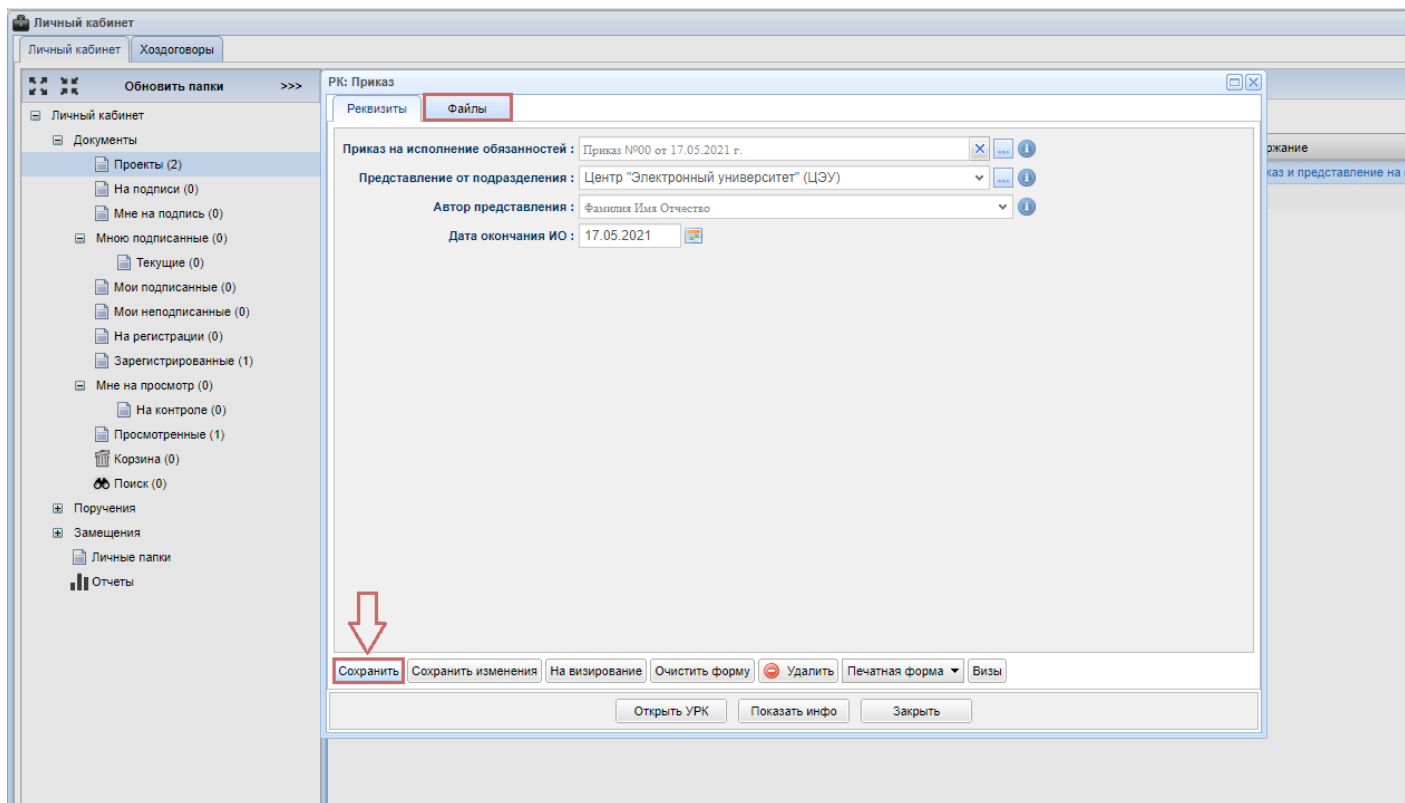 Личный кабинет
Личный кабинет Хоздоговоры
Обновить папки >>>
Личный кабинет
Документы
Проекты (2)
На подписи (0)
Мне на подпись (0)
Мною подписанные (0)
Текущие (0)
Мои подписанные (0)
Мои неподписанные (0)
На регистрации (0)
Зарегистрированные (1)
Мне на просмотр (0)
На контроле (0)
Просмотренные (1)
Корзина (0)
Поиск (0)
Поручения
Замещения
Личные папки
Отчеты
РК: Приказ
Реквизиты Файлы
Приказ на исполнение обязанностей : Приказ №00 от 17.05.2021 г. ...
Представление от подразделения : Центр "Электронный университет" (ЦЭУ) ...
Автор представления : Фамилия Имя Отчество
Дата окончания ИО : 17.05.2021
Сохранить Сохранить изменения На визирование Очистить форму Удалить Печатная форма Визы
Открыть УРК Показать инфо Закрыть
ржание
каз и представление на